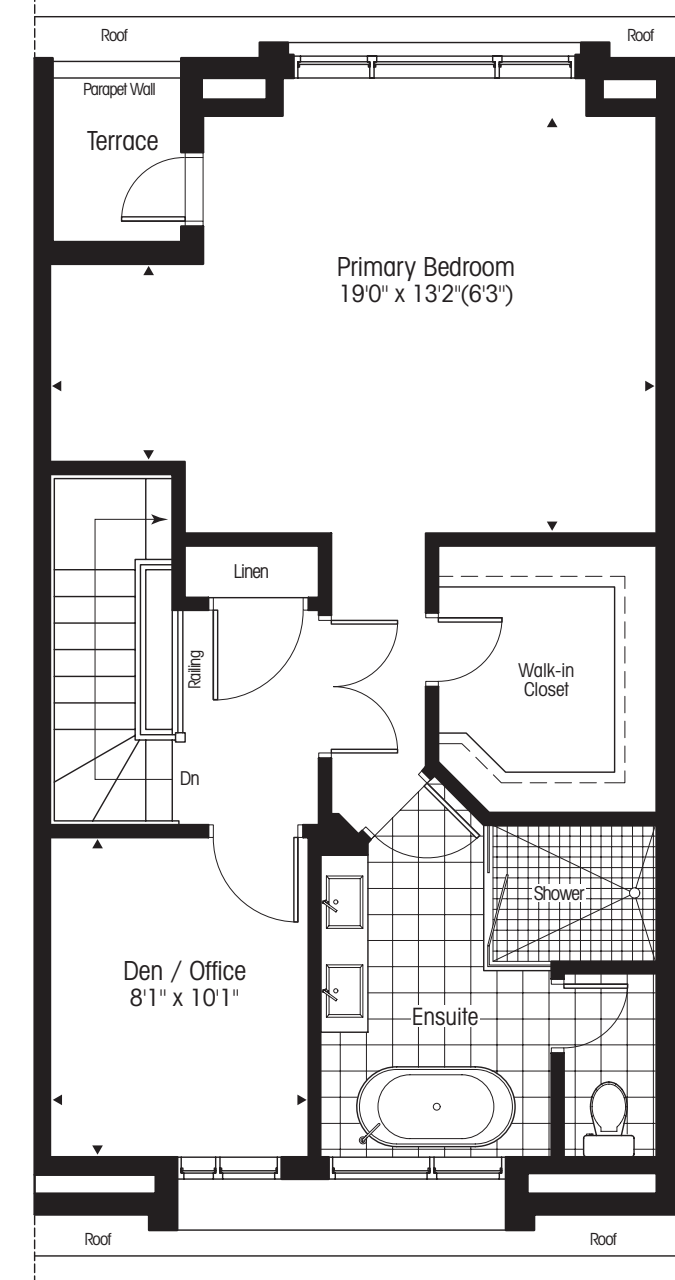 Roof
Roof
Parapet Wall
Terrace
Primary Bedroom
19'0" x 13'2"(6'3")
Linen
Railing
Walk-in
Closet
Dn
Shower
Den / Office
8'1" x 10'1"
Ensuite
Roof
Roof